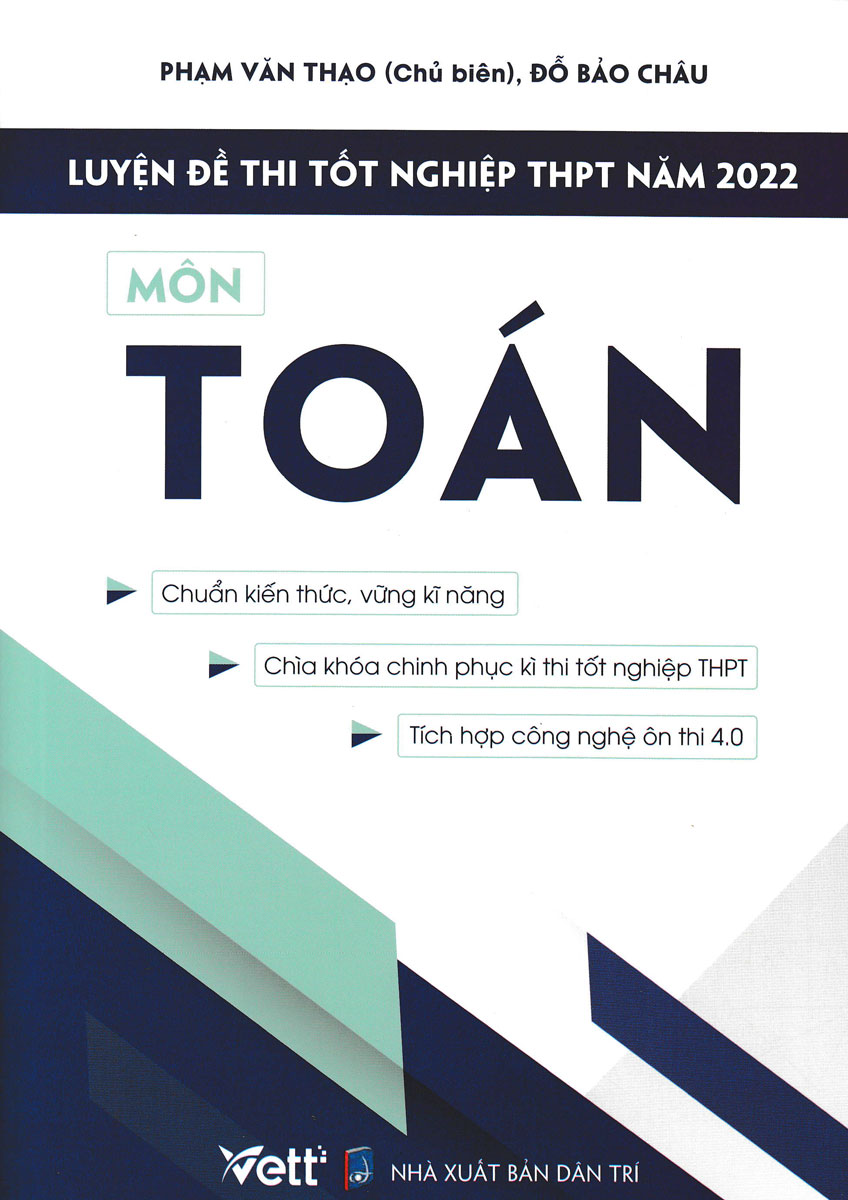 PHẠM VĂN THẠO (Chủ biên), ĐỖ BẢO CHÂU
LUYỆN ĐỀ THI TỐT NGHIỆP THPT NĂM 2022
MÔN
TOÁN
Chuẩn kiến thức, vững kĩ năng
Chìa khóa chinh phục kì thi tốt nghiệp THPT
Tích hợp công nghệ ôn thi 4.0
Vett
NHÀ XUẤT BẢN DÂN TRÍ